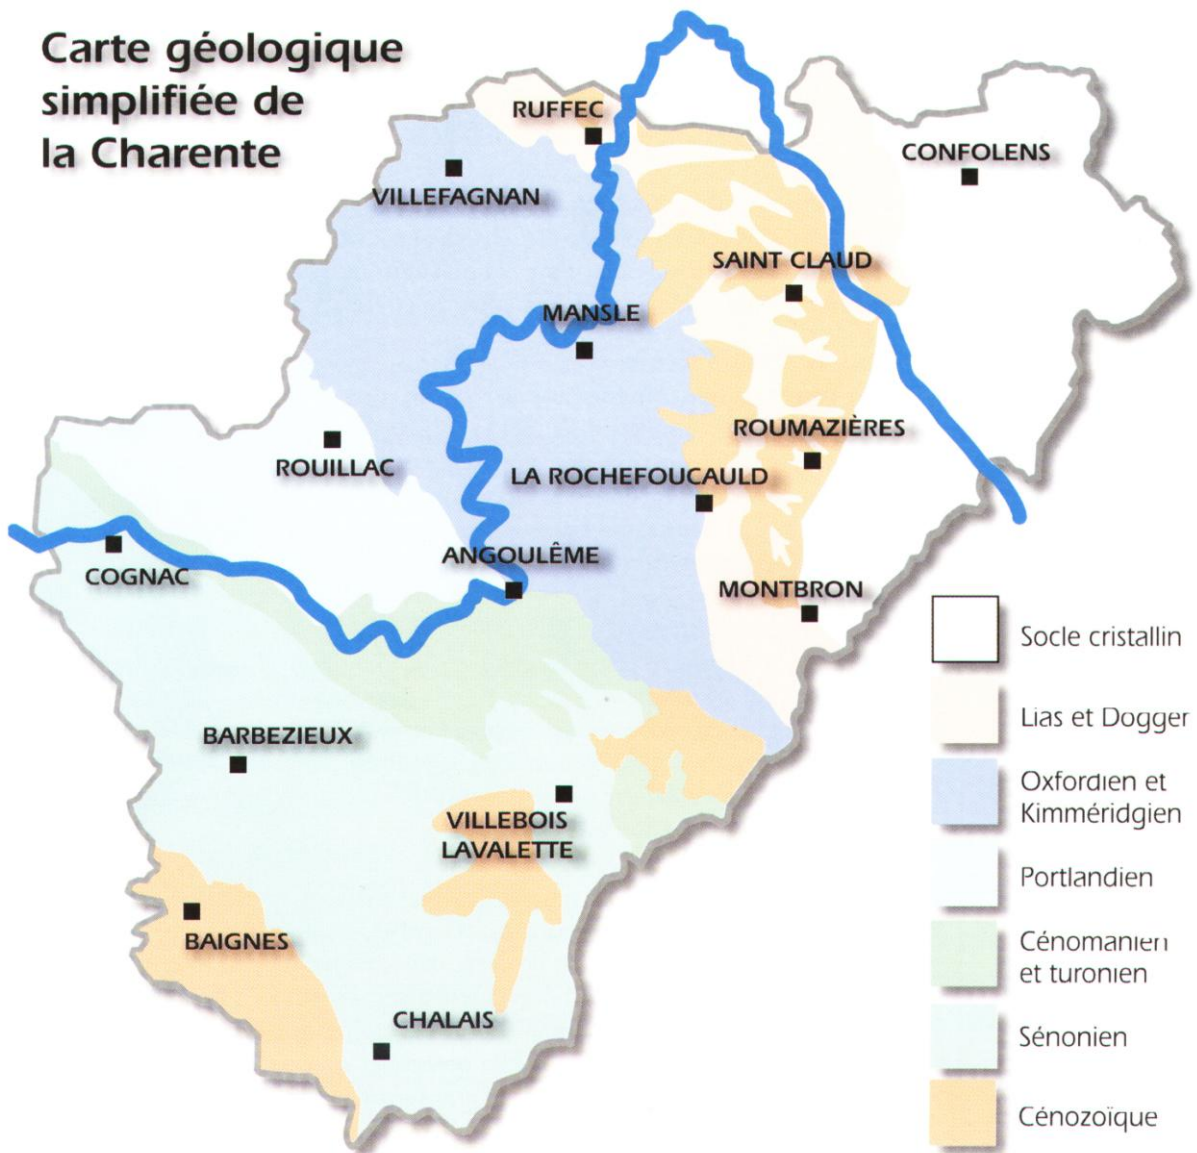 Carte géologique
simplifiée de
la Charente
RUFFEC
CONFOLENS
VILLEFAGNAN
SAINT CLAUD
MANSLE
ROUMAZIÈRES
ROUILLAC
LA ROCHEFOUCAULD
ANGOULÊME
COGNAC
MONTBRON
BARBEZIEUX
VILLEBOIS
LAVALETTE
BAIGNES
CHALAIS
Socle cristallin
Lias et Dogger
Oxfordien et
Kimméridgien
Portlandien
Cénomanien
et turonien
Sénonien
Cénozoïque